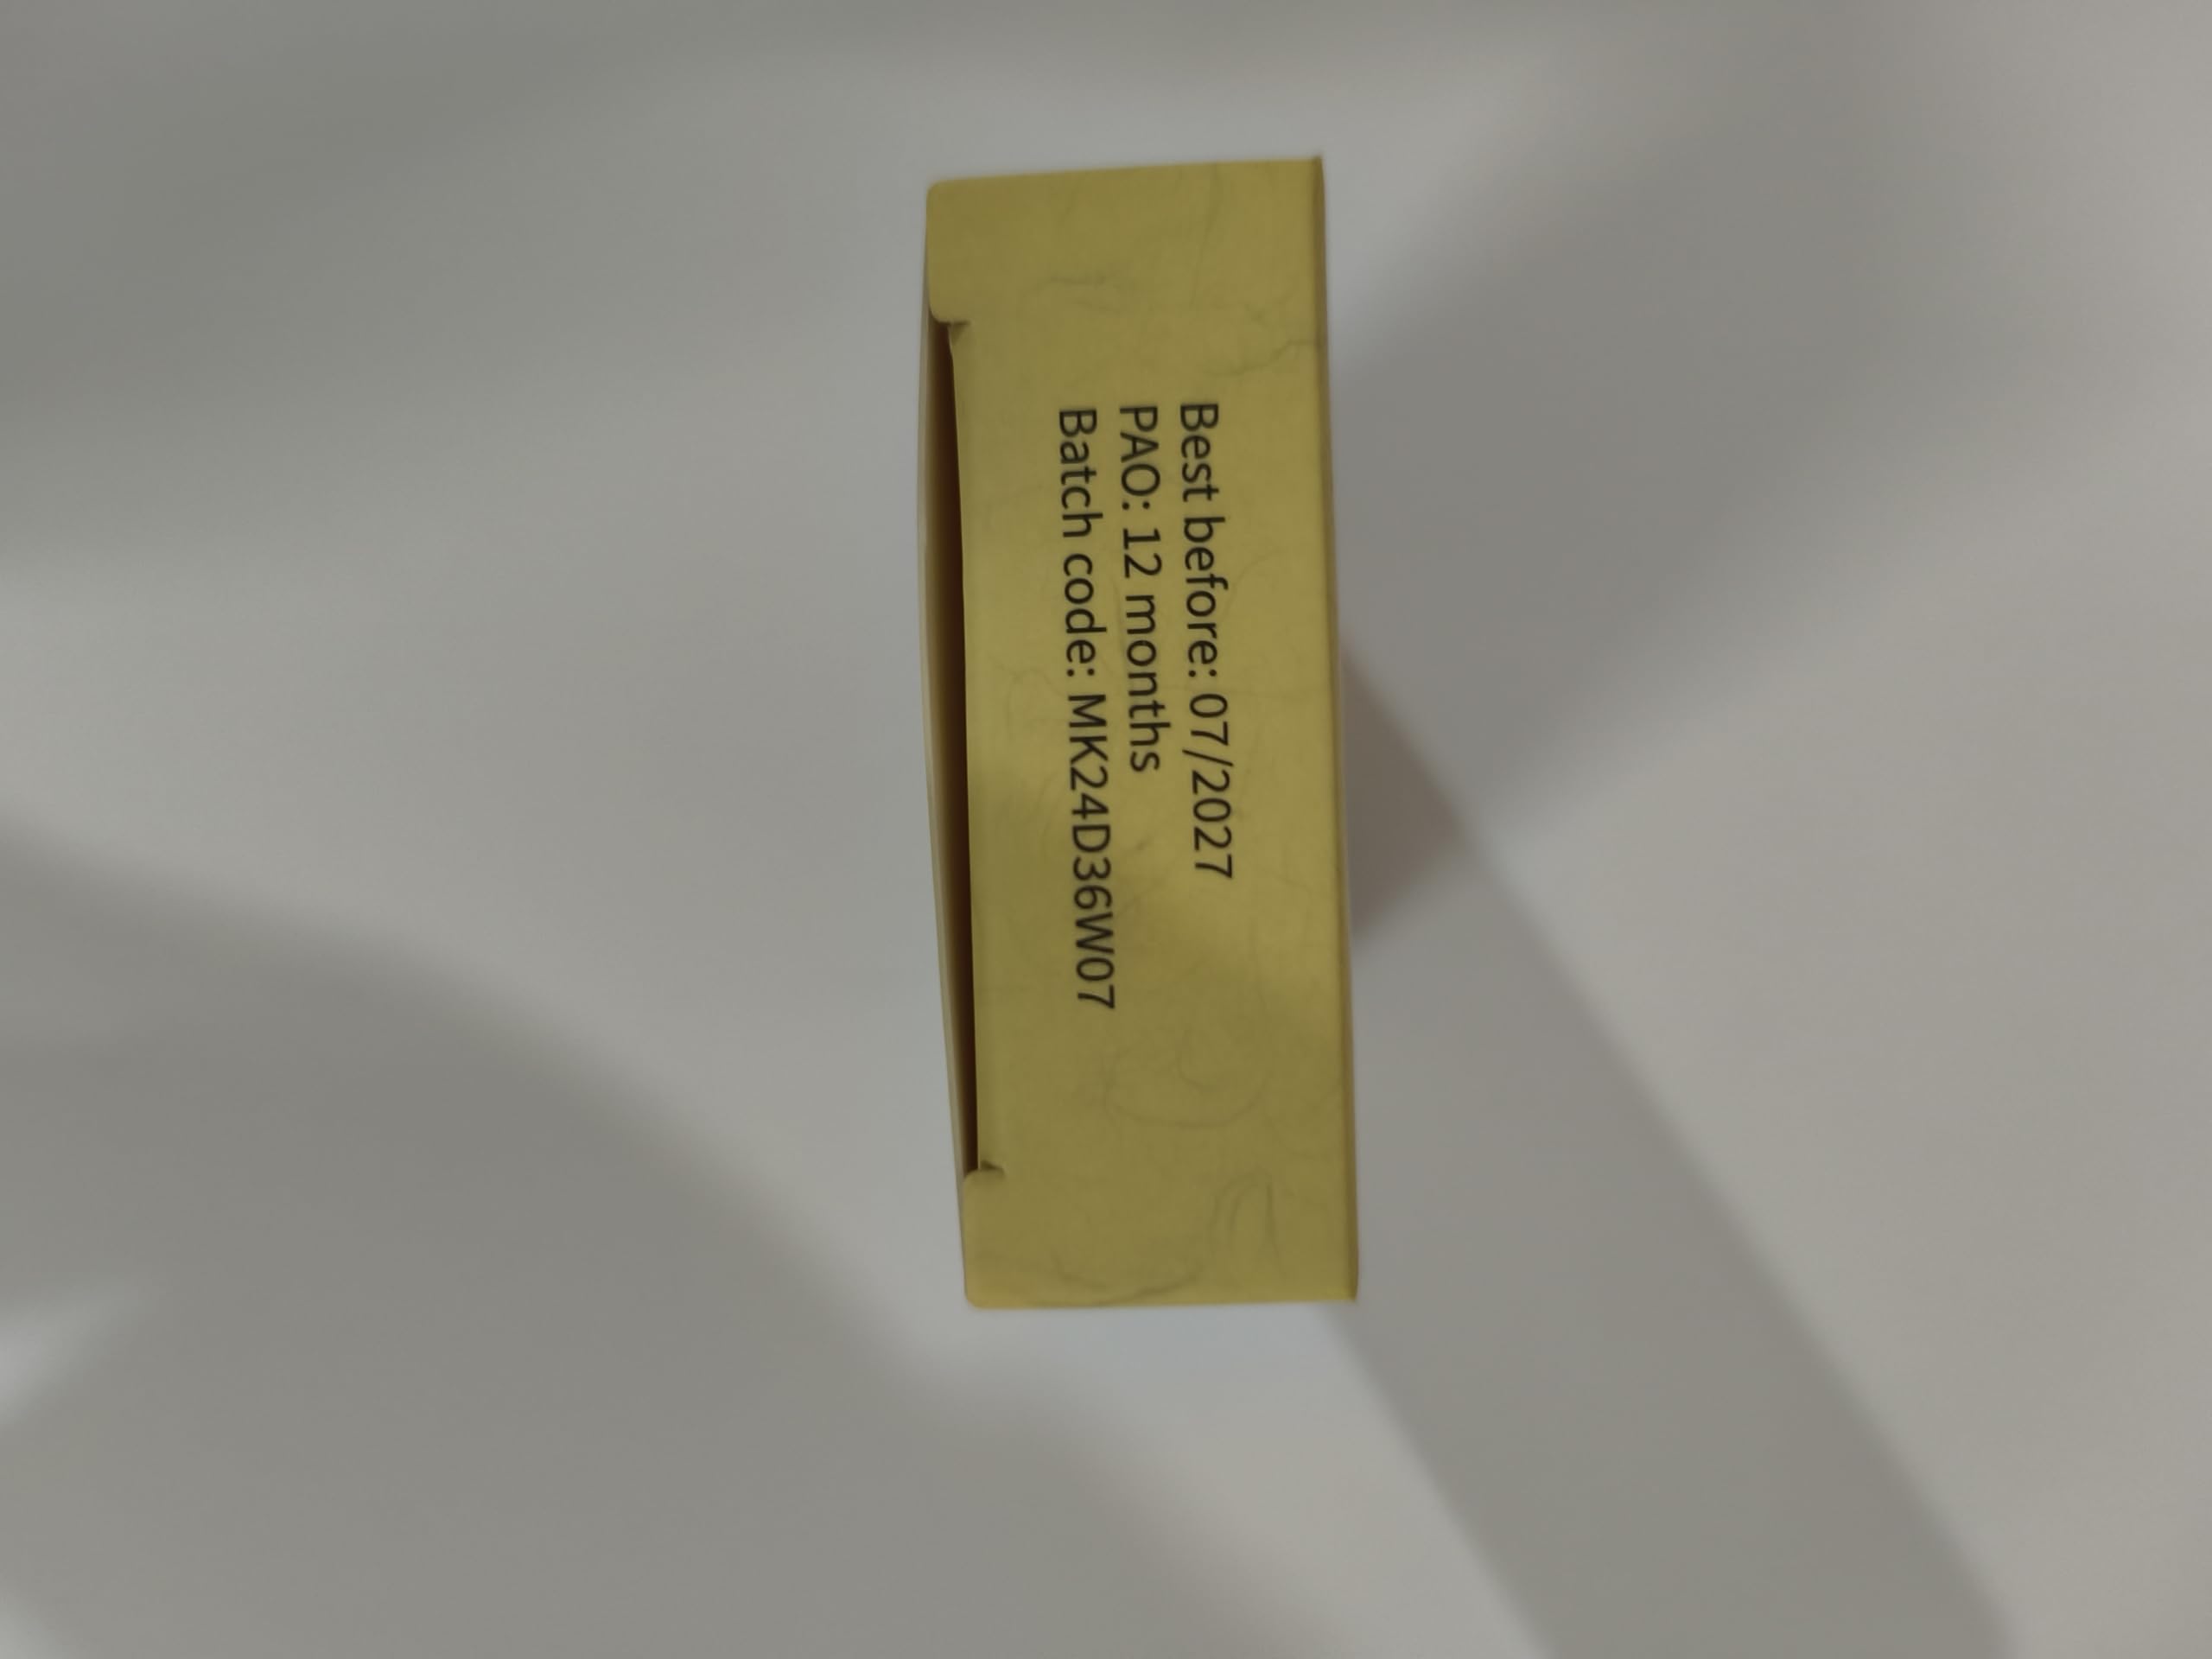 Best before: 07/2027
PAO: 12 months
Batch code: MK24D36W07